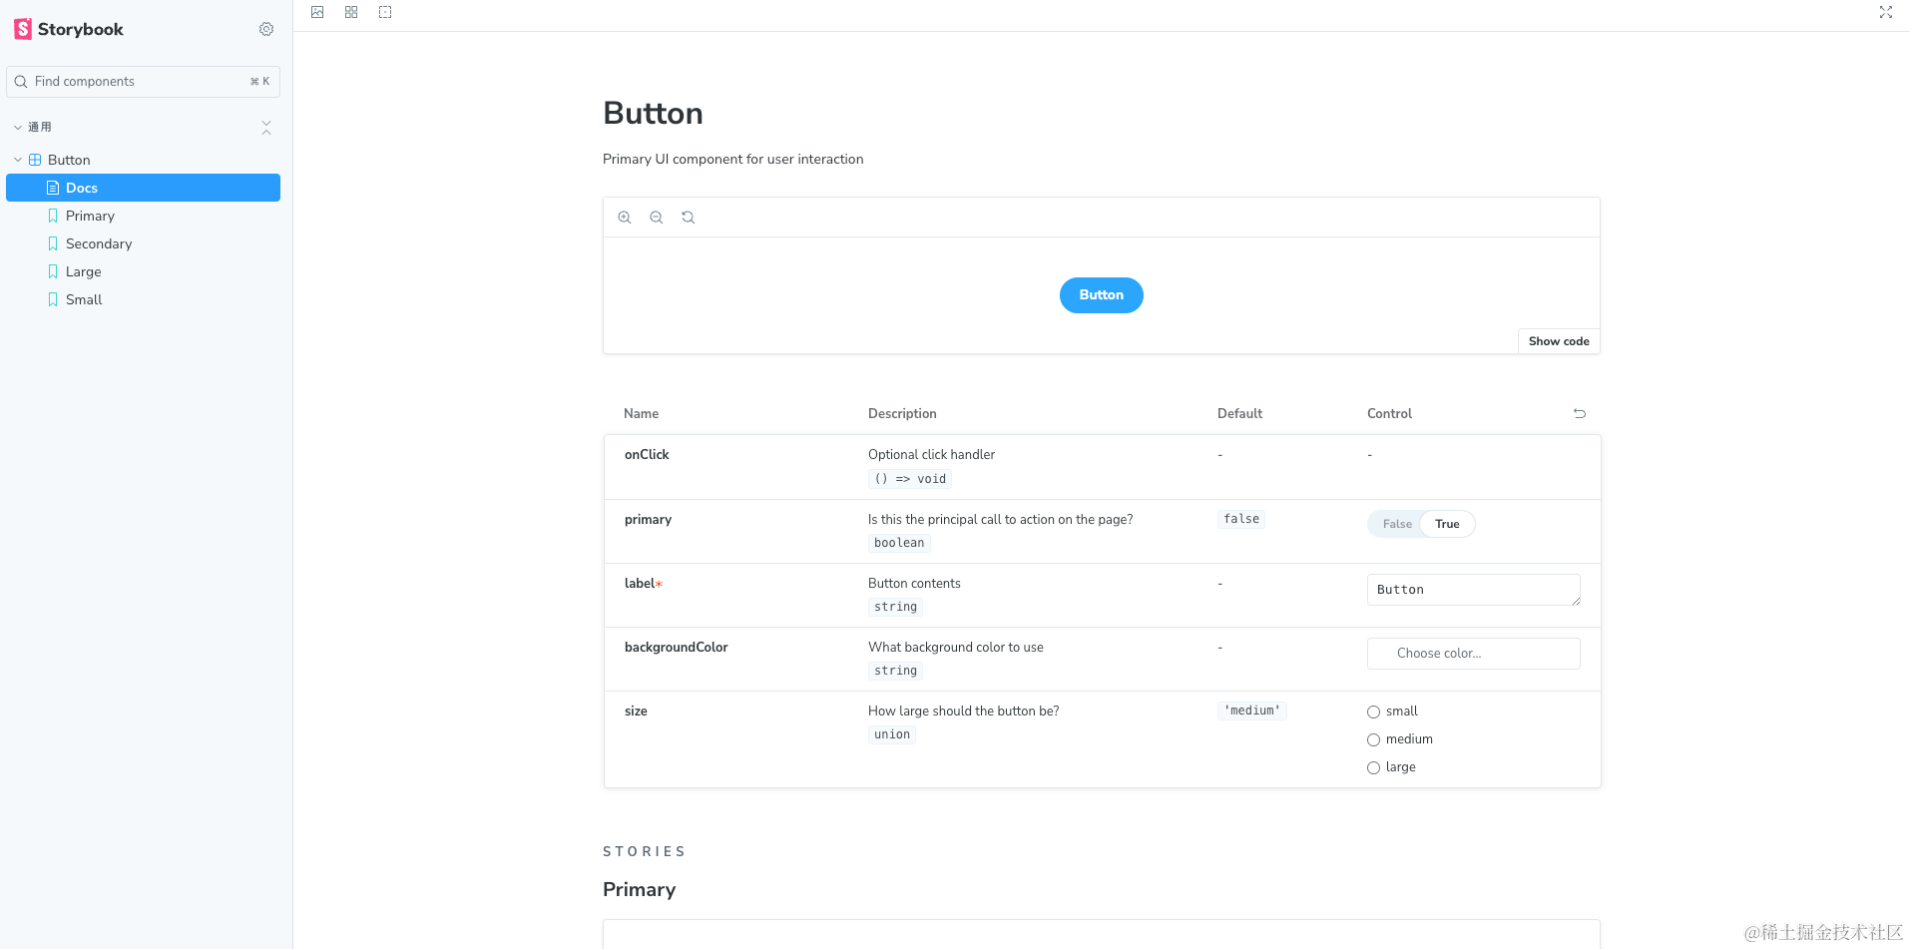 Storybook
Find components
⌘ K
通用
Button
Docs
Primary
Secondary
Large
Small
Button
Primary UI component for user interaction
Button
Show code
Name Description Default Control
onClick Optional click handler - -
() => void
primary Is this the principal call to action on the page? false False True
boolean
label* Button contents - Button
string
backgroundColor What background color to use - Choose color...
string
size How large should the button be? 'medium' small
union
medium
large
STORIES
Primary
@稀土掘金技术社区